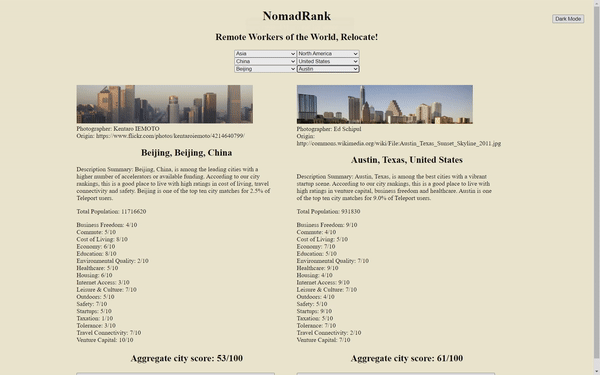 NomadRank
Dark Mode
Remote Workers of the World, Relocate!
Asia North America
China United States
Beijing Austin
Photographer: Kentaro IEMOTO
Origin: https://www.flickr.com/photos/kentaroiemoto/4214640799/
Beijing, Beijing, China
Description Summary: Beijing, China, is among the leading cities with a
higher number of accelerators or available funding. According to our city
rankings, this is a good place to live with high ratings in cost of living, travel
connectivity and safety. Beijing is one of the top ten city matches for 2.5% of
Teleport users.
Total Population: 11716620
Business Freedom: 4/10
Commute: 5/10
Cost of Living: 8/10
Economy: 6/10
Education: 8/10
Environmental Quality: 2/10
Healthcare: 5/10
Housing: 6/10
Internet Access: 3/10
Leisure & Culture: 7/10
Outdoors: 5/10
Safety: 7/10
Startups: 5/10
Taxation: 1/10
Tolerance: 3/10
Travel Connectivity: 7/10
Venture Capital: 10/10
Aggregate city score: 53/100
Photographer: Ed Schipul
Origin:
http://commons.wikimedia.org/wiki/File:Austin_Texas_Sunset_Skyline_2011.jpg
Austin, Texas, United States
Description Summary: Austin, Texas, is among the best cities with a vibrant
startup scene. According to our city rankings, this is a good place to live with
high ratings in venture capital, business freedom and healthcare. Austin is one
of the top ten city matches for 9.0% of Teleport users.
Total Population: 931830
Business Freedom: 9/10
Commute: 4/10
Cost of Living: 5/10
Economy: 7/10
Education: 5/10
Environmental Quality: 7/10
Healthcare: 9/10
Housing: 4/10
Internet Access: 9/10
Leisure & Culture: 7/10
Outdoors: 4/10
Safety: 5/10
Startups: 9/10
Taxation: 5/10
Tolerance: 7/10
Travel Connectivity: 2/10
Venture Capital: 7/10
Aggregate city score: 61/100